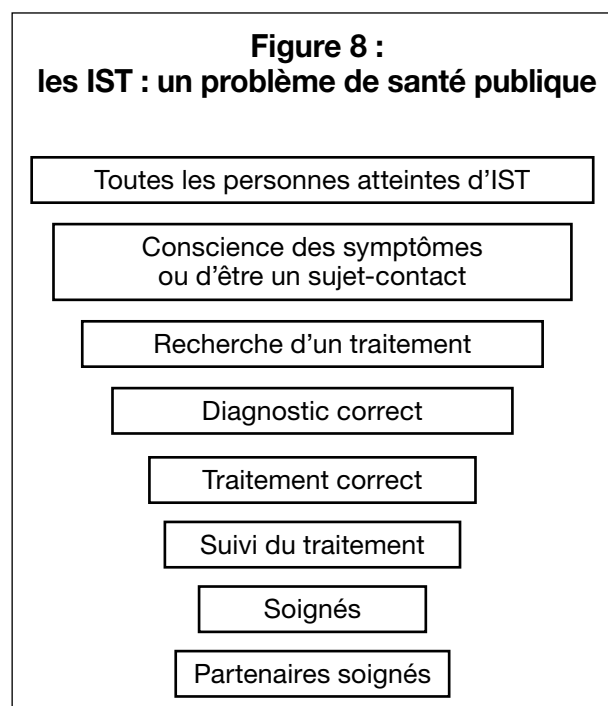 Figure 8 :
les IST : un problème de santé publique
Toutes les personnes atteintes d'IST
Conscience des symptômes
ou d'être un sujet-contact
Recherche d'un traitement
Diagnostic correct
Traitement correct
Suivi du traitement
Soignés
Partenaires soignés